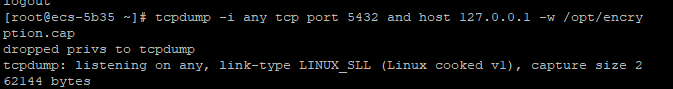 logout
[root@ecs-5b35 ~]# tcpdump -i any tcp port 5432 and host 127.0.0.1 -w /opt/encry
ption.cap
dropped privs to tcpdump
tcpdump: listening on any, link-type LINUX_SLL (Linux cooked v1), capture size 2
62144 bytes